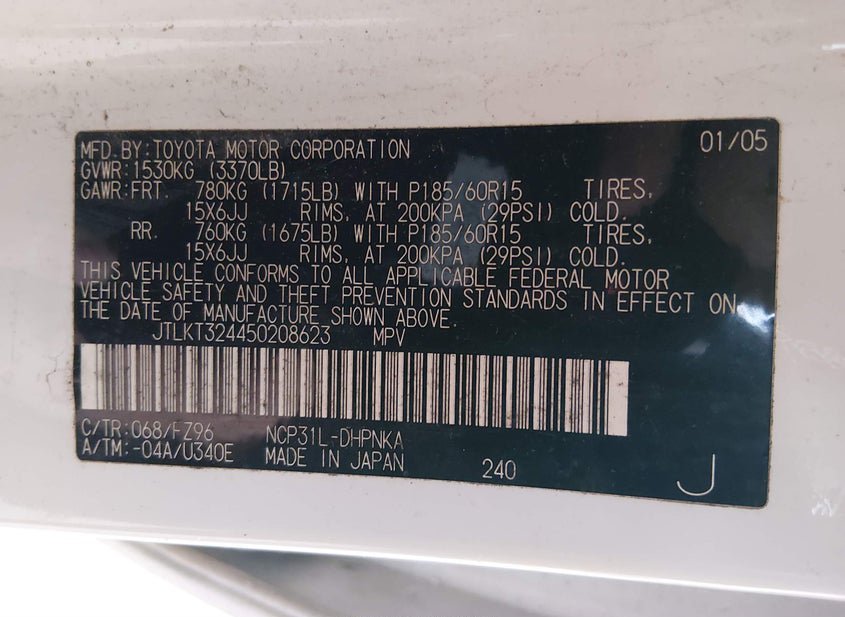 MFD.BY:TOYOTA MOTOR CORPORATION 01/05
GVWR:1530KG (3370LB)
GAWR:FRT. 780KG (1715LB) WITH P185/60R15 TIRES,
15X6JJ RIMS, AT 200KPA (29PSI) COLD.
RR. 760KG (1675LB) WITH P185/60R15 TIRES,
15X6JJ RIMS, AT 200KPA (29PSI) COLD.
THIS VEHICLE CONFORMS TO ALL APPLICABLE FEDERAL MOTOR
VEHICLE SAFETY AND THEFT PREVENTION STANDARDS IN EFFECT ON
THE DATE OF MANUFACTURE SHOWN ABOVE.
JTLKT324450208623 MPV
C/TR:068/FZ96 NCP31L-DHPNKA
A/TM:-04A/U340E MADE IN JAPAN 240 J